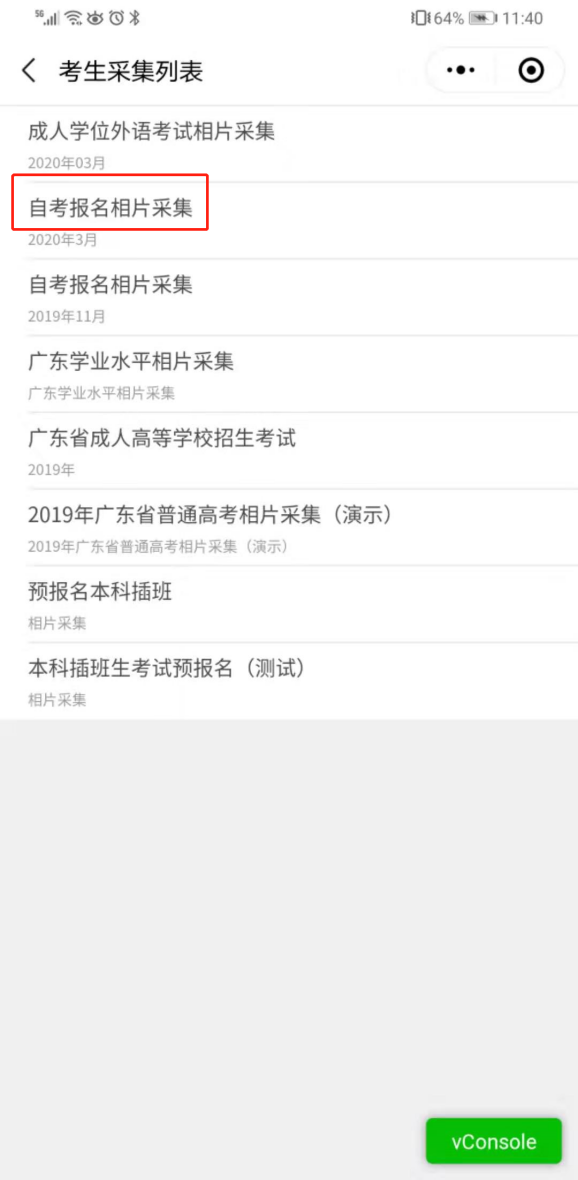 5G 64% 11:40
考生采集列表
成人学位外语考试相片采集
2020年03月
自考报名相片采集
2020年3月
自考报名相片采集
2019年11月
广东学业水平相片采集
广东学业水平相片采集
广东省成人高等学校招生考试
2019年
2019年广东省普通高考相片采集（演示）
2019年广东省普通高考相片采集（演示）
预报名本科插班
相片采集
本科插班生考试预报名（测试）
相片采集
vConsole